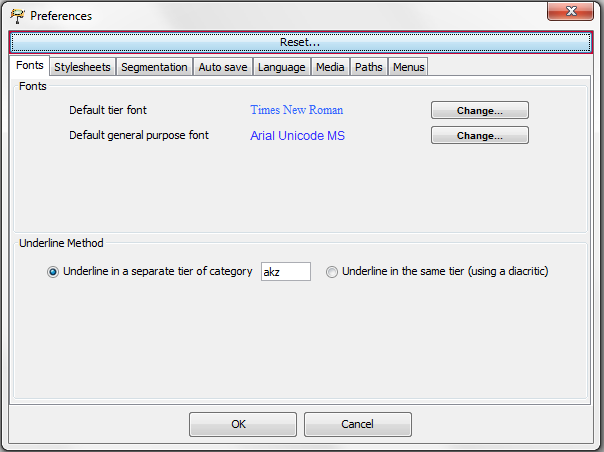 Preferences
Reset...
Fonts Stylesheets Segmentation Auto save Language Media Paths Menus
Fonts
Default tier font Times New Roman Change...
Default general purpose font Arial Unicode MS Change...
Underline Method
Underline in a separate tier of category akz Underline in the same tier (using a diacritic)
OK Cancel